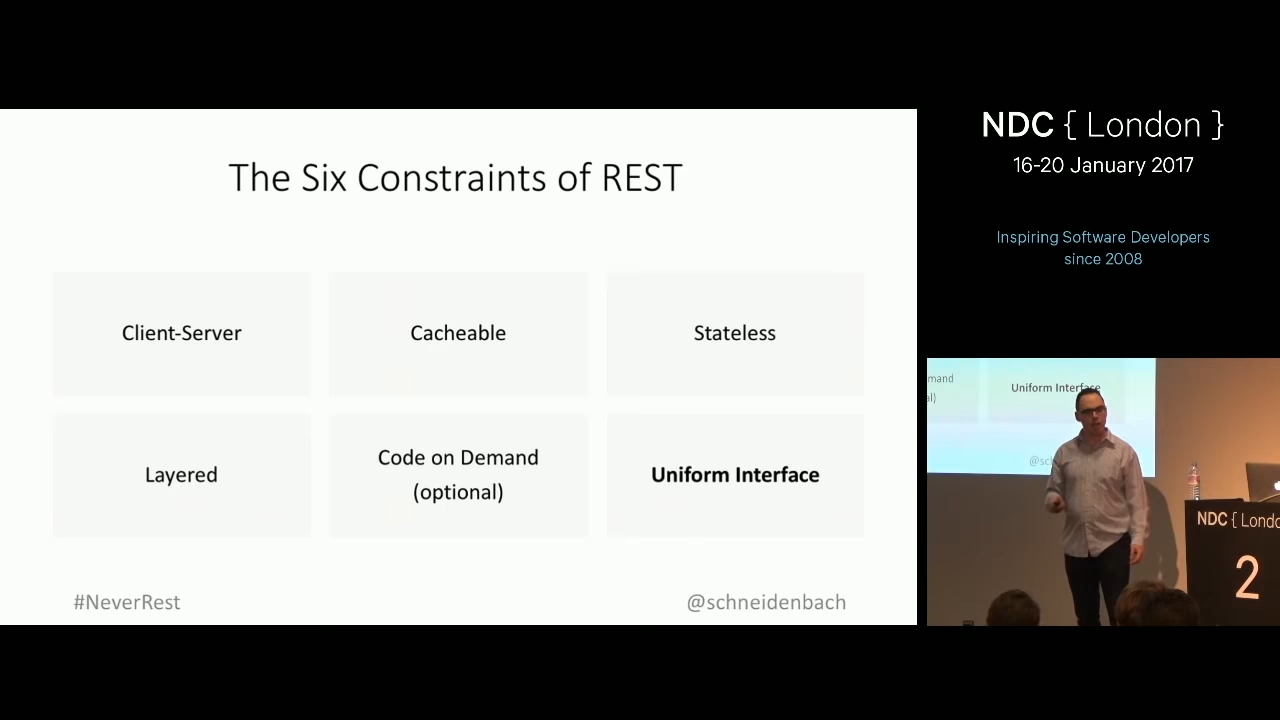 The Six Constraints of REST
Client-Server
Cacheable
Stateless
Layered
Code on Demand
(optional)
Uniform Interface
#NeverRest
@schneidenbach
NDC { London }
16-20 January 2017
Inspiring Software Developers
since 2008
Uniform Interface
NDC { Londo
2